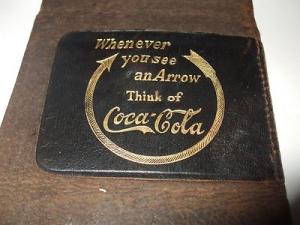 Whenever
you see
an Arrow
Think of
Coca-Cola